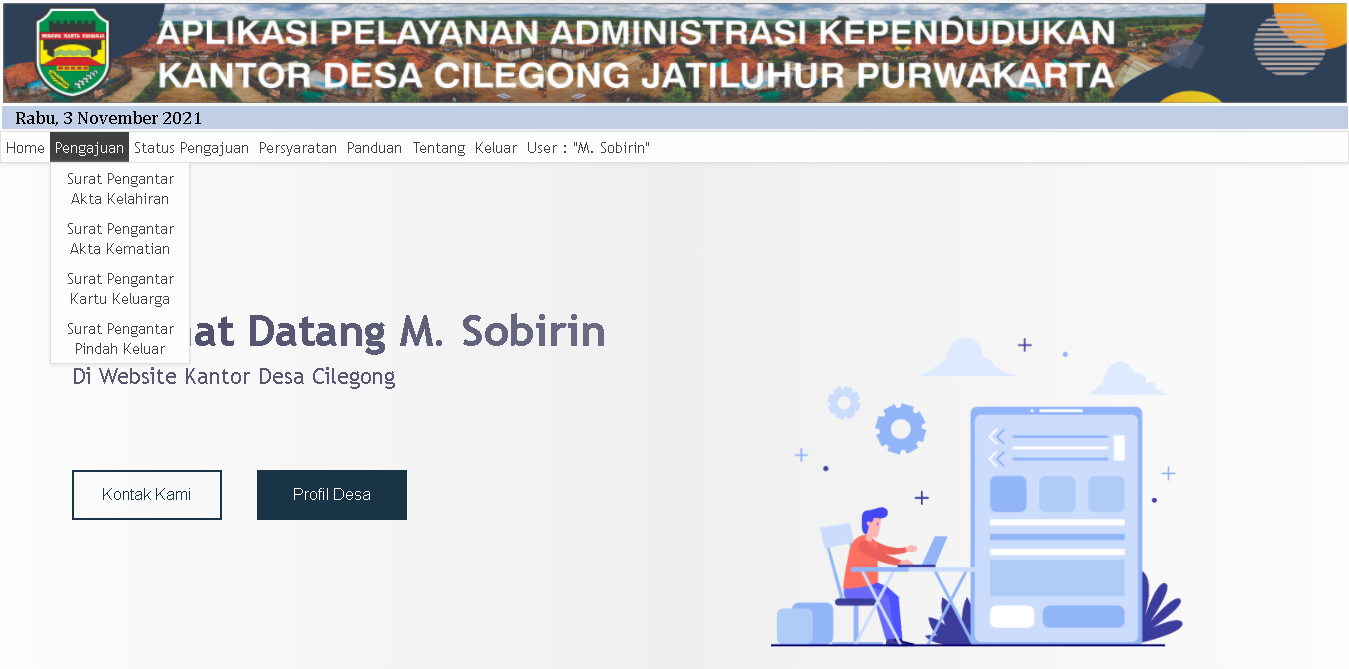 APLIKASI PELAYANAN ADMINISTRASI KEPENDUDUKAN
KANTOR DESA CILEGONG JATILUHUR PURWAKARTA
WIBAWA KARTA RAHARJA
Rabu, 3 November 2021
Home Pengajuan Status Pengajuan Persyaratan Panduan Tentang Keluar User : "M. Sobirin"
Surat Pengantar
Akta Kelahiran
Surat Pengantar
Akta Kematian
Surat Pengantar
Kartu Keluarga
Surat Pengantar
Pindah Keluar
Datang M. Sobirin
Di Website Kantor Desa Cilegong
Kontak Kami
Profil Desa